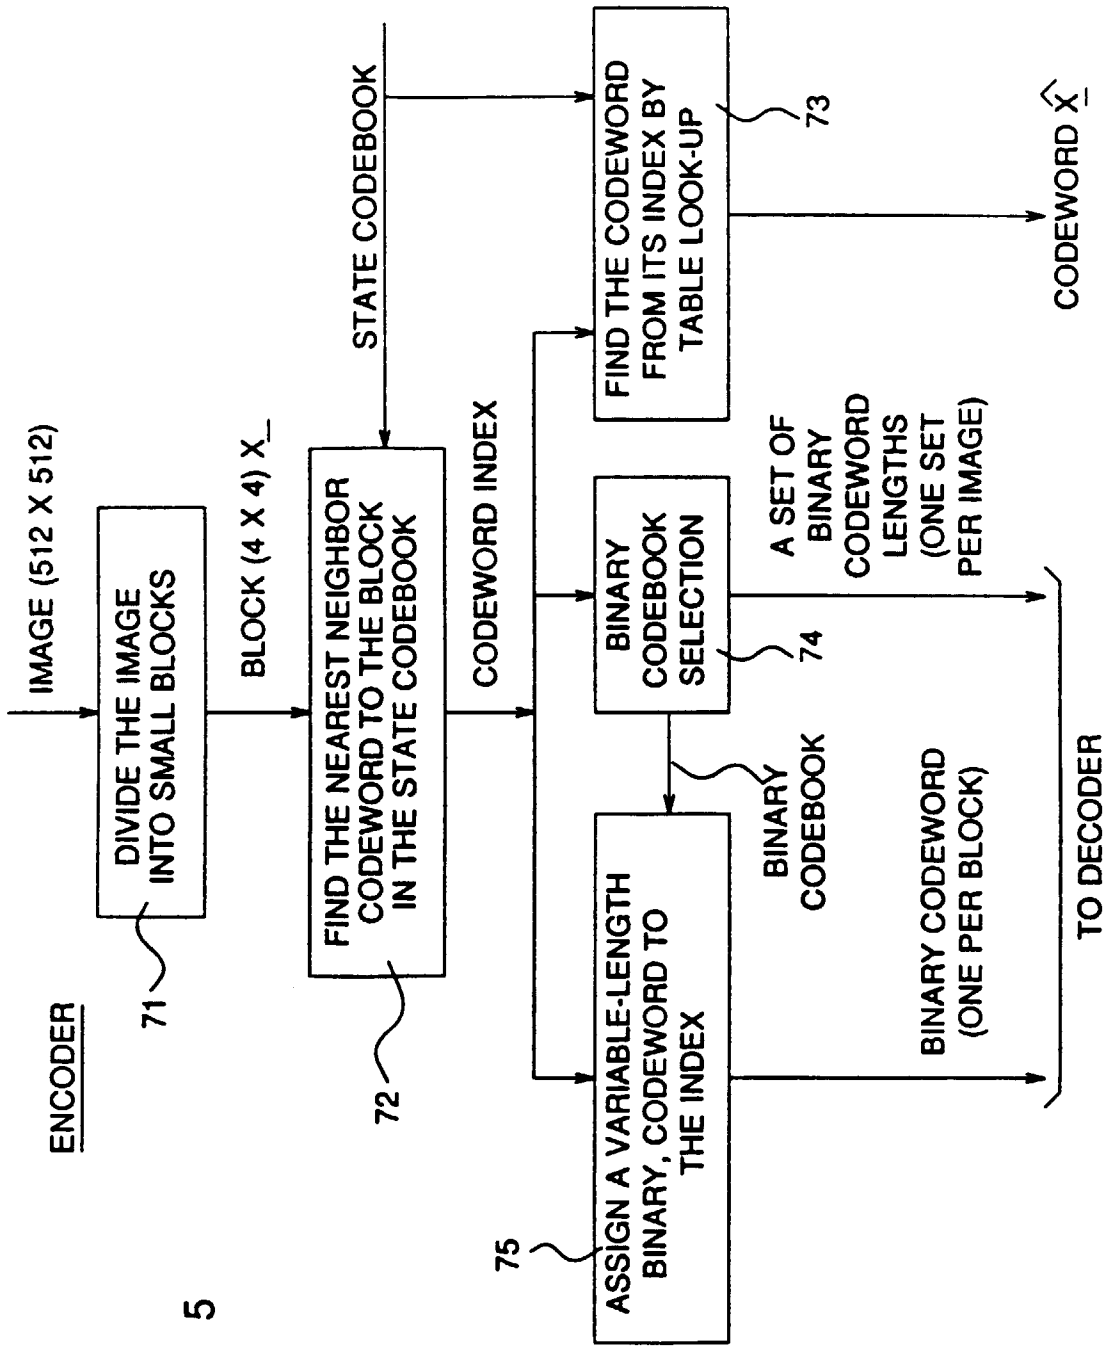 ENCODER
IMAGE (512 X 512)
DIVIDE THE IMAGE
INTO SMALL BLOCKS
71
BLOCK (4 X 4) X_
STATE CODEBOOK
FIND THE NEAREST NEIGHBOR
CODEWORD TO THE BLOCK
IN THE STATE CODEBOOK
72
CODEWORD INDEX
5
75
ASSIGN A VARIABLE-LENGTH
BINARY, CODEWORD TO
THE INDEX
BINARY
CODEBOOK
BINARY
CODEBOOK
SELECTION
74
FIND THE CODEWORD
FROM ITS INDEX BY
TABLE LOOK-UP
73
BINARY CODEWORD
(ONE PER BLOCK)
A SET OF
BINARY
CODEWORD
LENGTHS
(ONE SET
PER IMAGE)
CODEWORD X̂_
TO DECODER